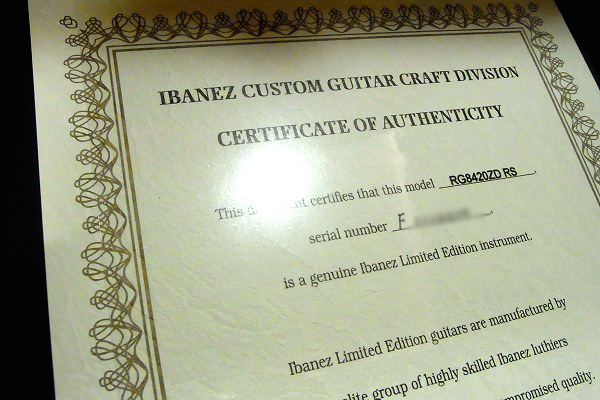 IBANEZ CUSTOM GUITAR CRAFT DIVISION
CERTIFICATE OF AUTHENTICITY
This certifies that this model RG8420ZD RS .
serial number F .
is a genuine Ibanez Limited Edition instrument.
Ibanez Limited Edition guitars are manufactured by
group of highly skilled Ibanez luthiers
quality.